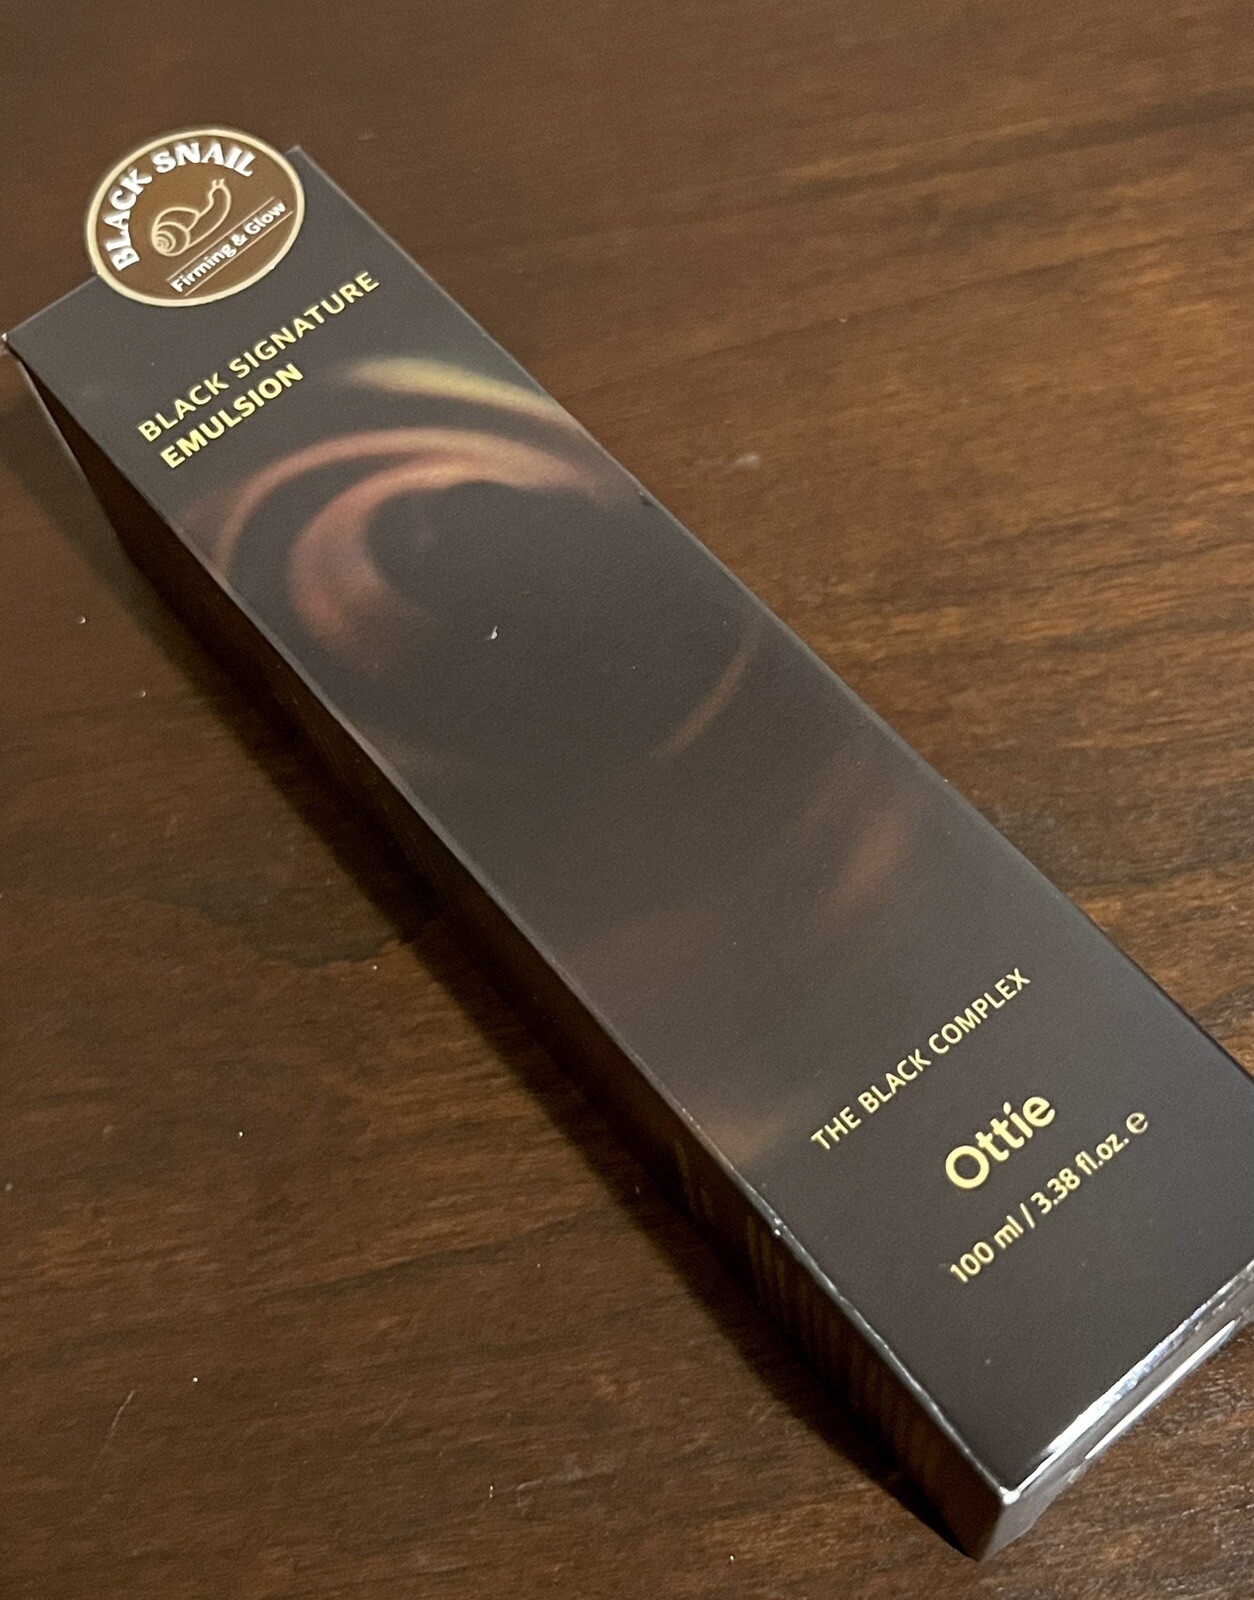 BLACK SNAIL
Firming & Glow
BLACK SIGNATURE
EMULSION
THE BLACK COMPLEX
Ottie
100 ml / 3.38 fl.oz. ℮